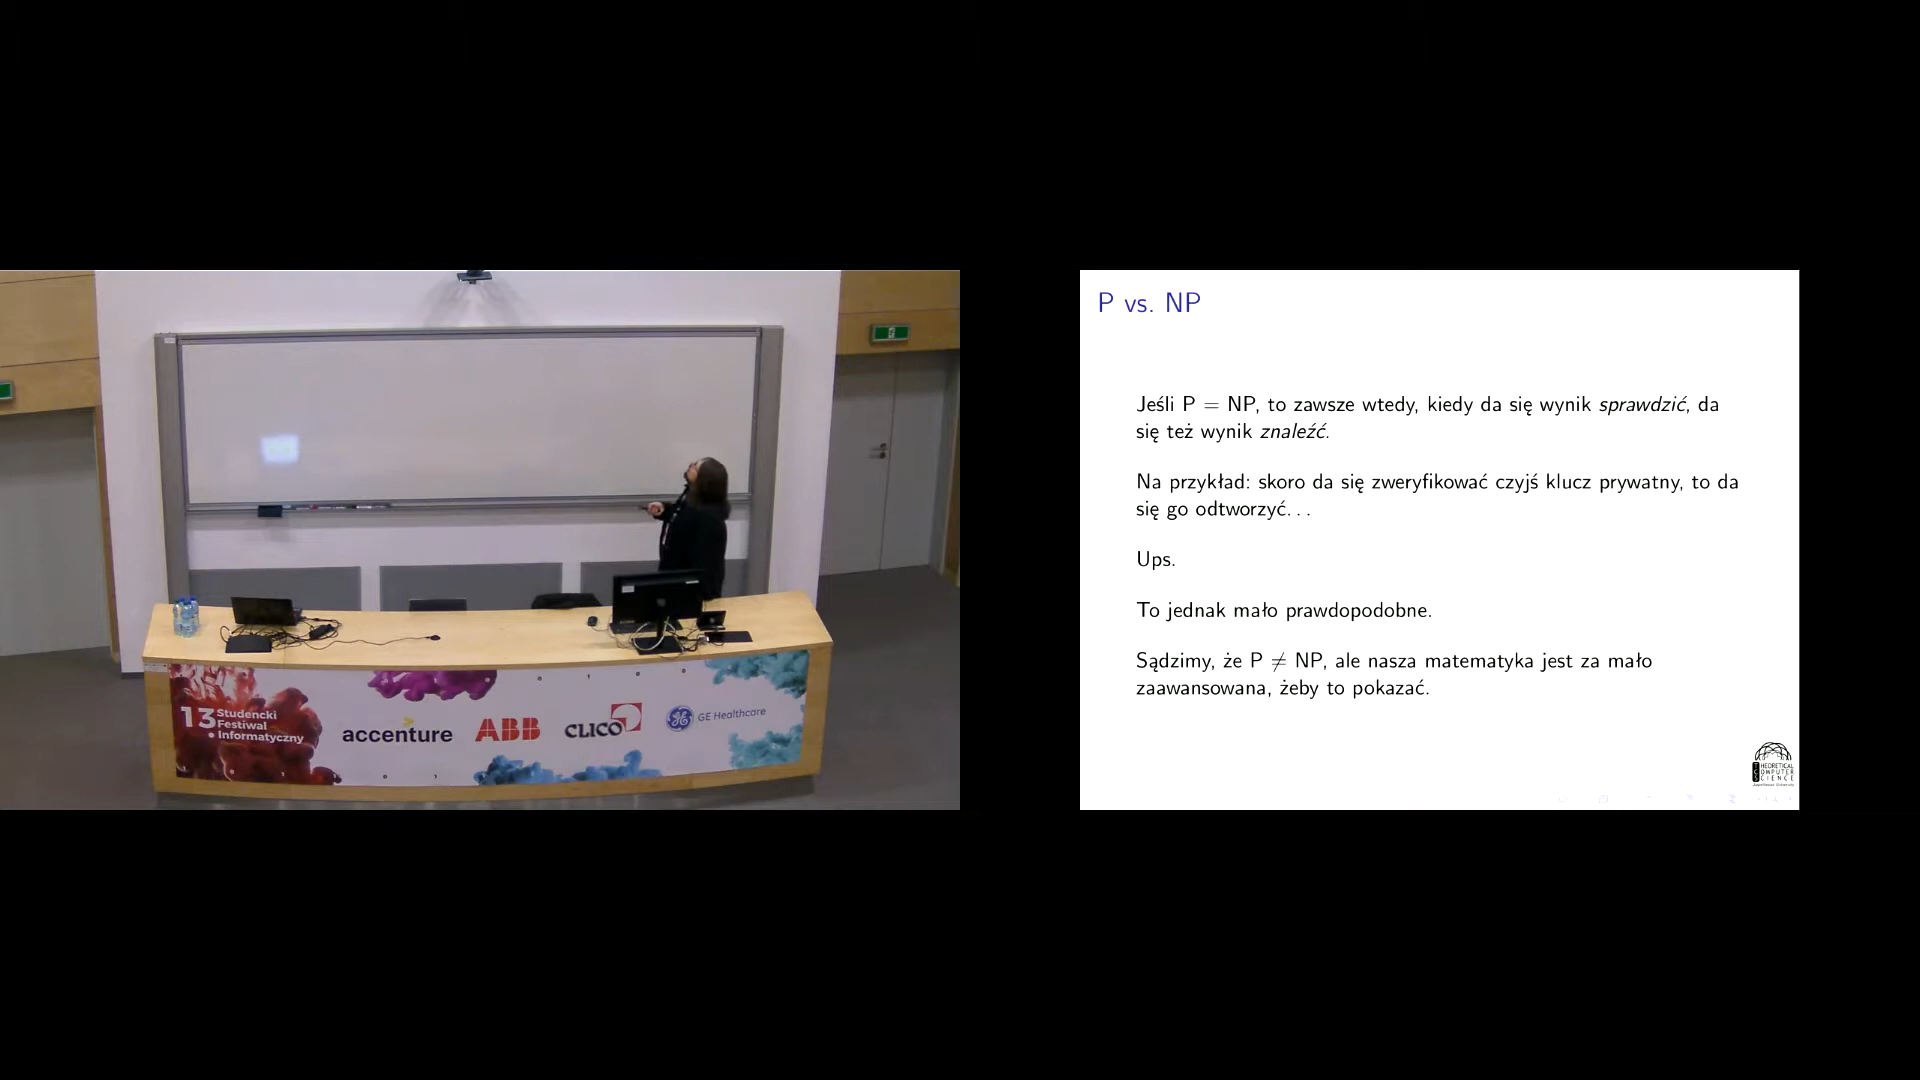 P vs. NP
Jeśli P = NP, to zawsze wtedy, kiedy da się wynik sprawdzić, da
się też wynik znaleźć.
Na przykład: skoro da się zweryfikować czyjś klucz prywatny, to da
się go odtworzyć...
Ups.
To jednak mało prawdopodobne.
Sądzimy, że P ≠ NP, ale nasza matematyka jest za mało
zaawansowana, żeby to pokazać.
THEORETICAL
COMPUTER
SCIENCE
13 Studencki
Festiwal
Informatyczny
accenture
ABB
CLICO
GE Healthcare